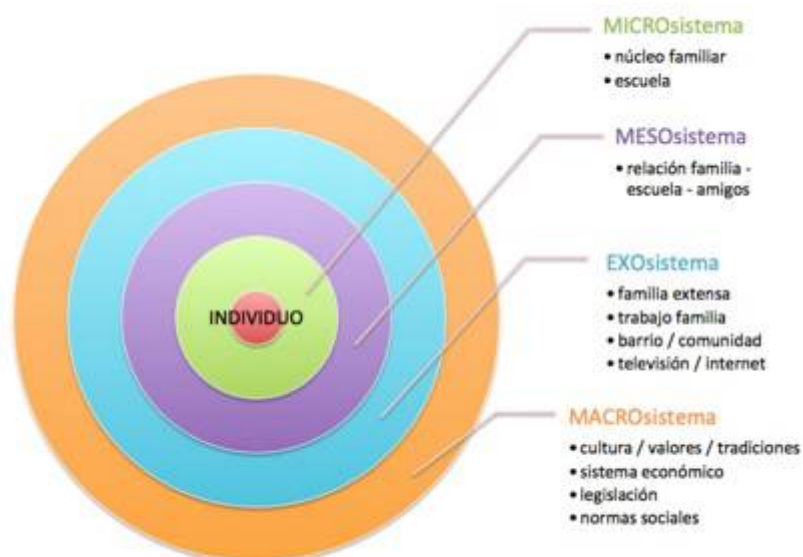 MICROsistema
• núcleo familiar
• escuela
MESOsistema
• relación familia -
escuela - amigos
EXOsistema
• familia extensa
• trabajo familia
• barrio / comunidad
• televisión / internet
MACROsistema
• cultura / valores / tradiciones
• sistema económico
• legislación
• normas sociales
INDIVIDUO